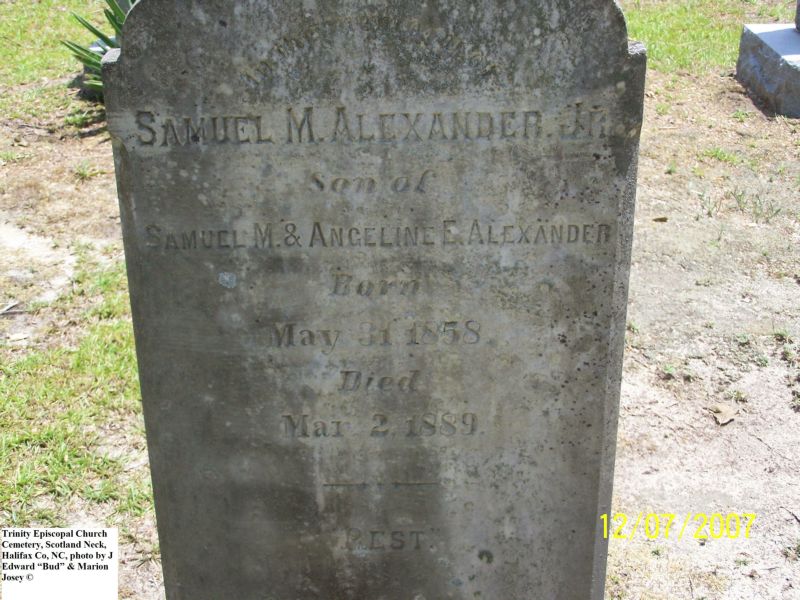 SAMUEL M. ALEXANDER. Jr.
Son of
SAMUEL M. & ANGELINE E. ALEXANDER
Born
May 31 1858.
Died
Mar. 2, 1889.
REST.
12/07/2007
Trinity Episcopal Church
Cemetery, Scotland Neck,
Halifax Co, NC, photo by J
Edward “Bud” & Marion
Josey ©